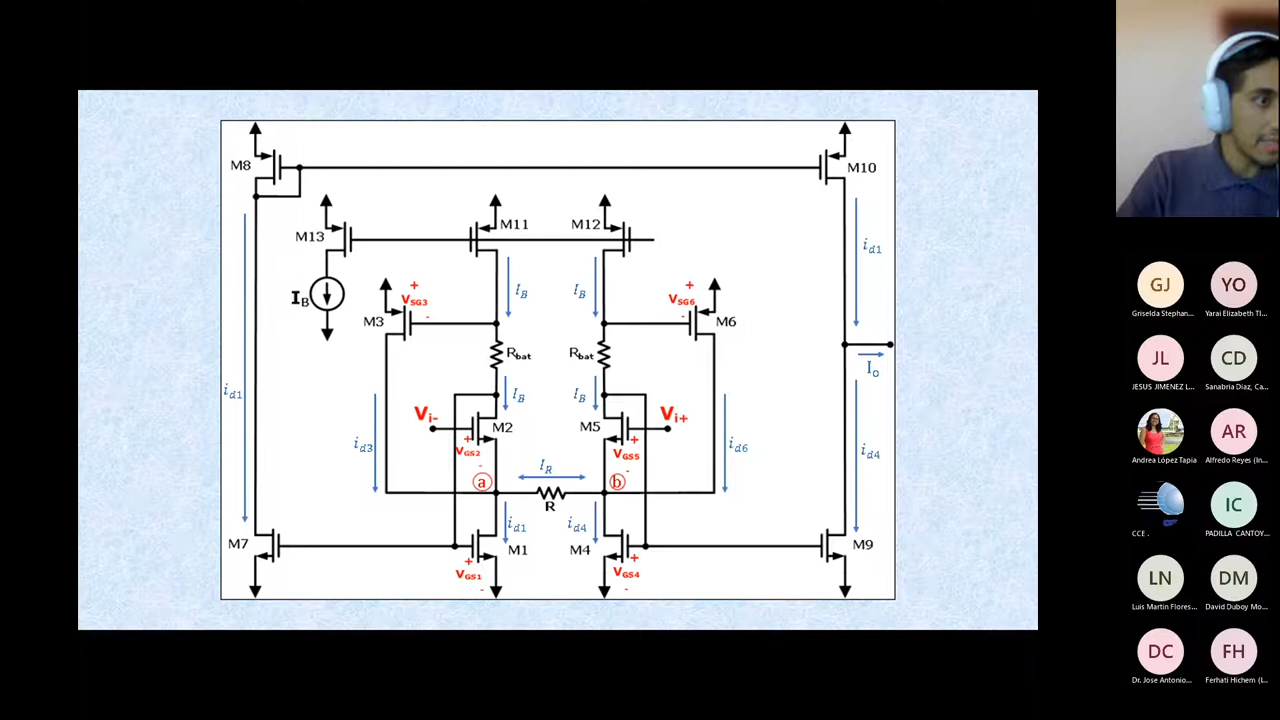 M8
M10
M13
M11
M12
I_B
i_d1
V_SG3
+
-
M3
I_B
I_B
V_SG6
+
-
M6
R_bat
R_bat
I_o
i_d1
I_B
I_B
V_i-
M2
M5
V_i+
V_GS2
+
-
V_GS5
+
-
i_d3
i_d6
i_d4
I_R
a
b
R
i_d1
i_d4
M7
M1
M4
M9
V_GS1
+
-
V_GS4
+
-
GJ
Griselda Stephan...
YO
Yarai Elizabeth TI...
JL
JESUS JIMENEZ L...
CD
Sanabria Diaz, Ca...
Andrea López Tapia
AR
Alfredo Reyes (In...
CCE .
IC
PADILLA CANTOY...
LN
Luis Martin Flores...
DM
David Duboy Mo...
DC
Dr. Jose Antonio...
FH
Ferhati Hichem (L...